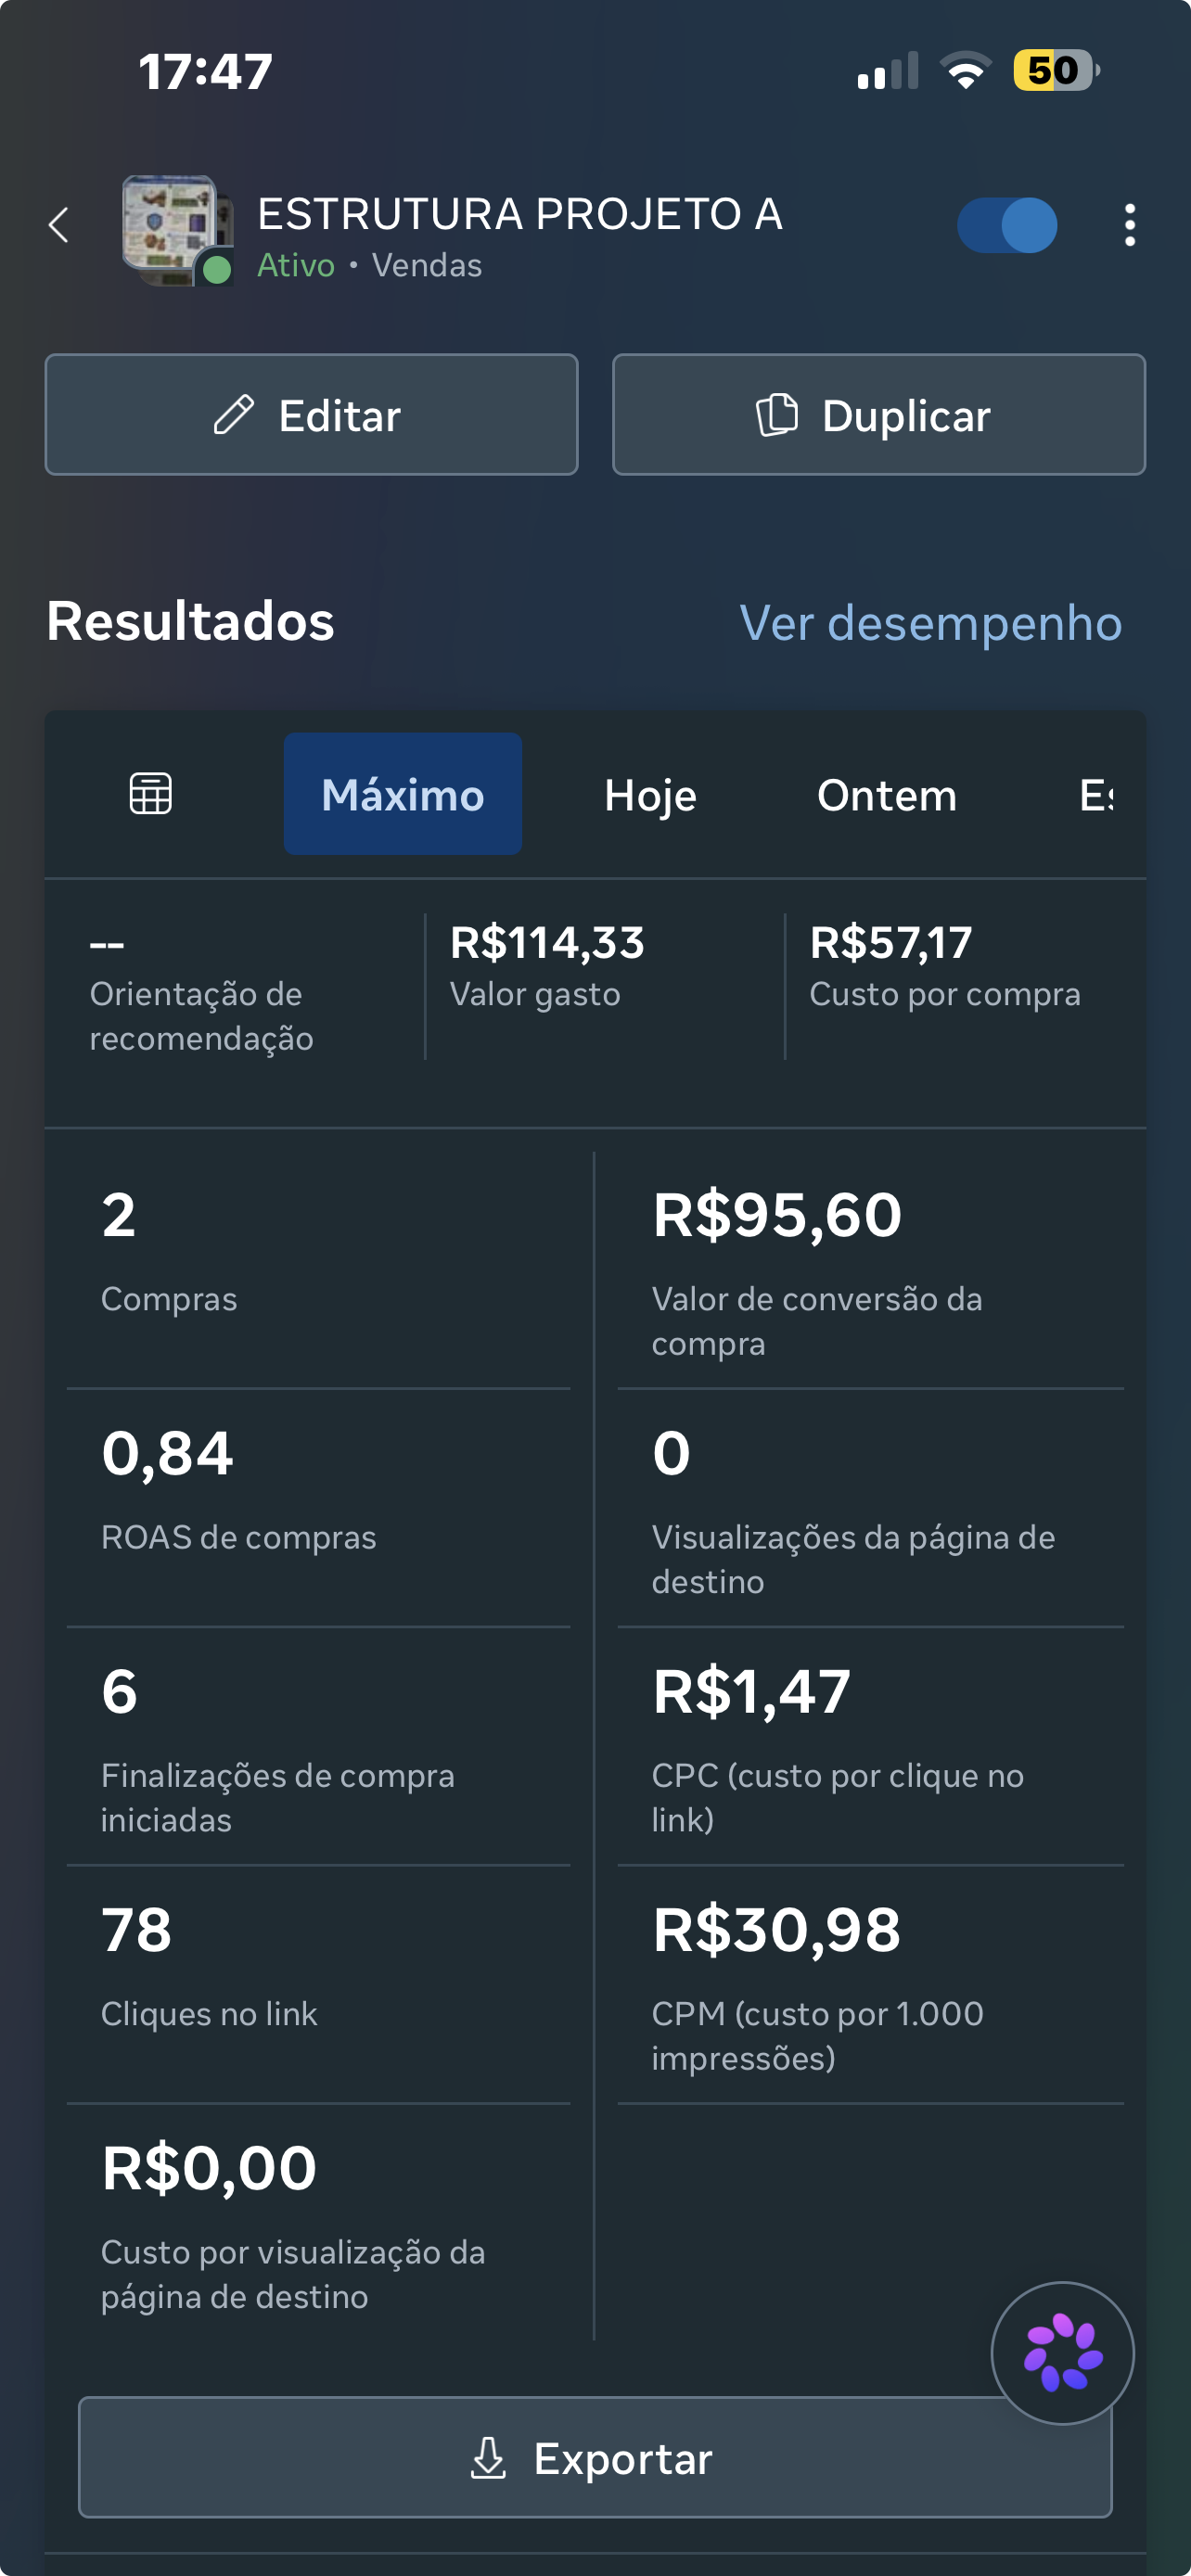 17:47
50
ESTRUTURA PROJETO A
Ativo • Vendas
Editar
Duplicar
Resultados
Ver desempenho
Máximo
Hoje
Ontem
--
Orientação de
recomendação
R$114,33
Valor gasto
R$57,17
Custo por compra
2
Compras
R$95,60
Valor de conversão da
compra
0,84
ROAS de compras
0
Visualizações da página de
destino
6
Finalizações de compra
iniciadas
R$1,47
CPC (custo por clique no
link)
78
Cliques no link
R$30,98
CPM (custo por 1.000
impressões)
R$0,00
Custo por visualização da
página de destino
Exportar